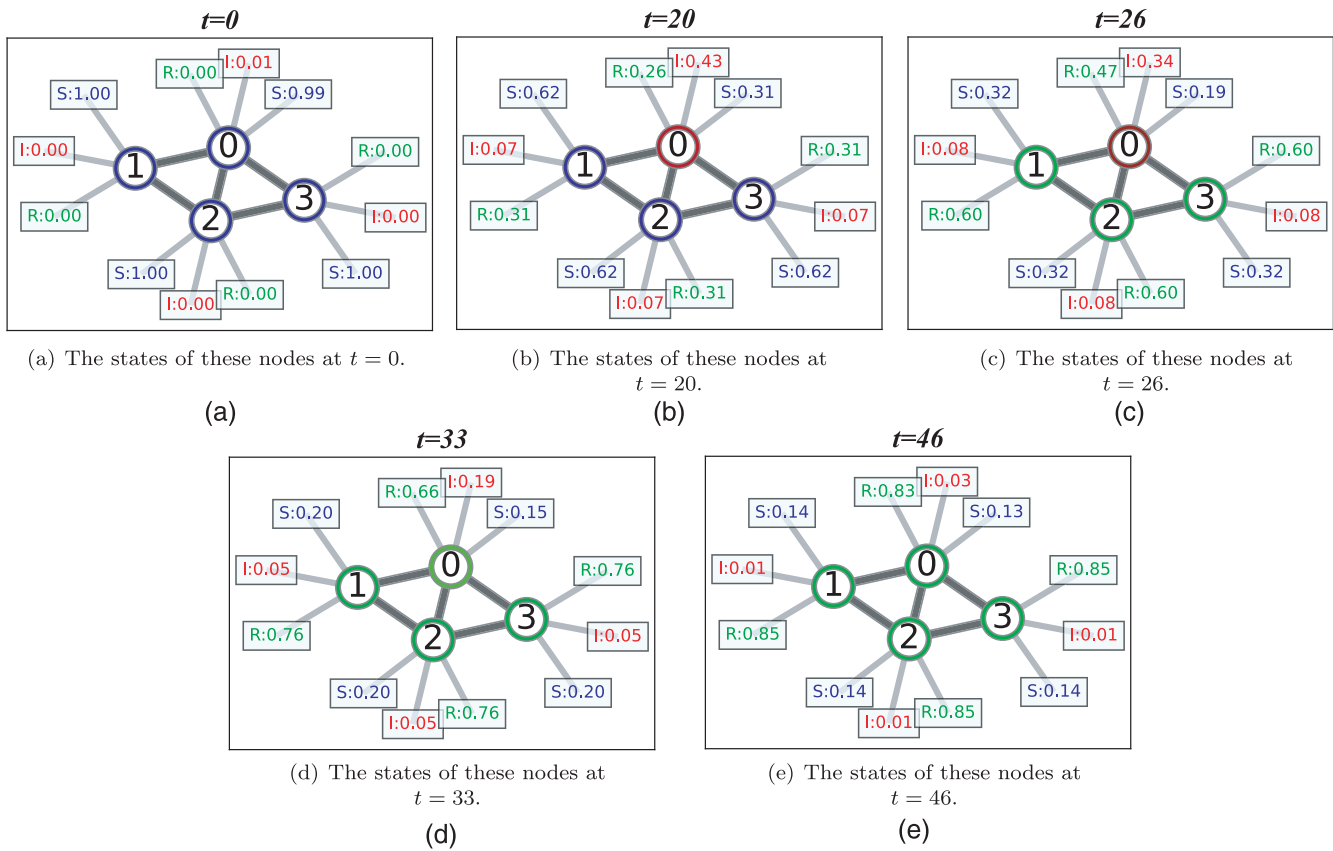 t=0
R:0.00
I:0.01
S:1.00
S:0.99
0
I:0.00
1
R:0.00
3
R:0.00
2
I:0.00
S:1.00
R:0.00
S:1.00
I:0.00
(a) The states of these nodes at t = 0.
(a)
t=20
R:0.26
I:0.43
S:0.62
S:0.31
0
I:0.07
1
R:0.31
3
R:0.31
2
I:0.07
S:0.62
R:0.31
S:0.62
I:0.07
(b) The states of these nodes at
t = 20.
(b)
t=26
R:0.47
I:0.34
S:0.32
S:0.19
0
I:0.08
1
R:0.60
3
R:0.60
2
I:0.08
S:0.32
R:0.60
S:0.32
I:0.08
(c) The states of these nodes at
t = 26.
(c)
t=33
R:0.66
I:0.19
S:0.20
S:0.15
0
I:0.05
1
R:0.76
3
R:0.76
2
I:0.05
S:0.20
R:0.76
S:0.20
I:0.05
(d) The states of these nodes at
t = 33.
(d)
t=46
R:0.83
I:0.03
S:0.14
S:0.13
0
I:0.01
1
R:0.85
3
R:0.85
2
I:0.01
S:0.14
R:0.85
S:0.14
I:0.01
(e) The states of these nodes at
t = 46.
(e)